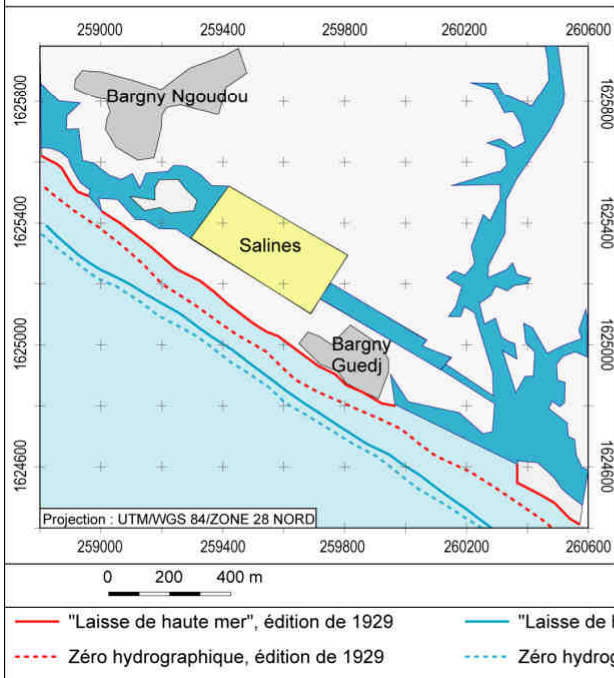 259000 259400 259800 260200 260600
1625800
1625400
1625000
1624600
1625800
1625400
1625000
1624600
Bargny Ngoudou
Salines
Bargny
Guedj
Projection : UTM/WGS 84/ZONE 28 NORD
259000 259400 259800 260200 260600
0 200 400 m
"Laisse de haute mer", édition de 1929
"Laisse de
Zéro hydrographique, édition de 1929
Zéro hydrog